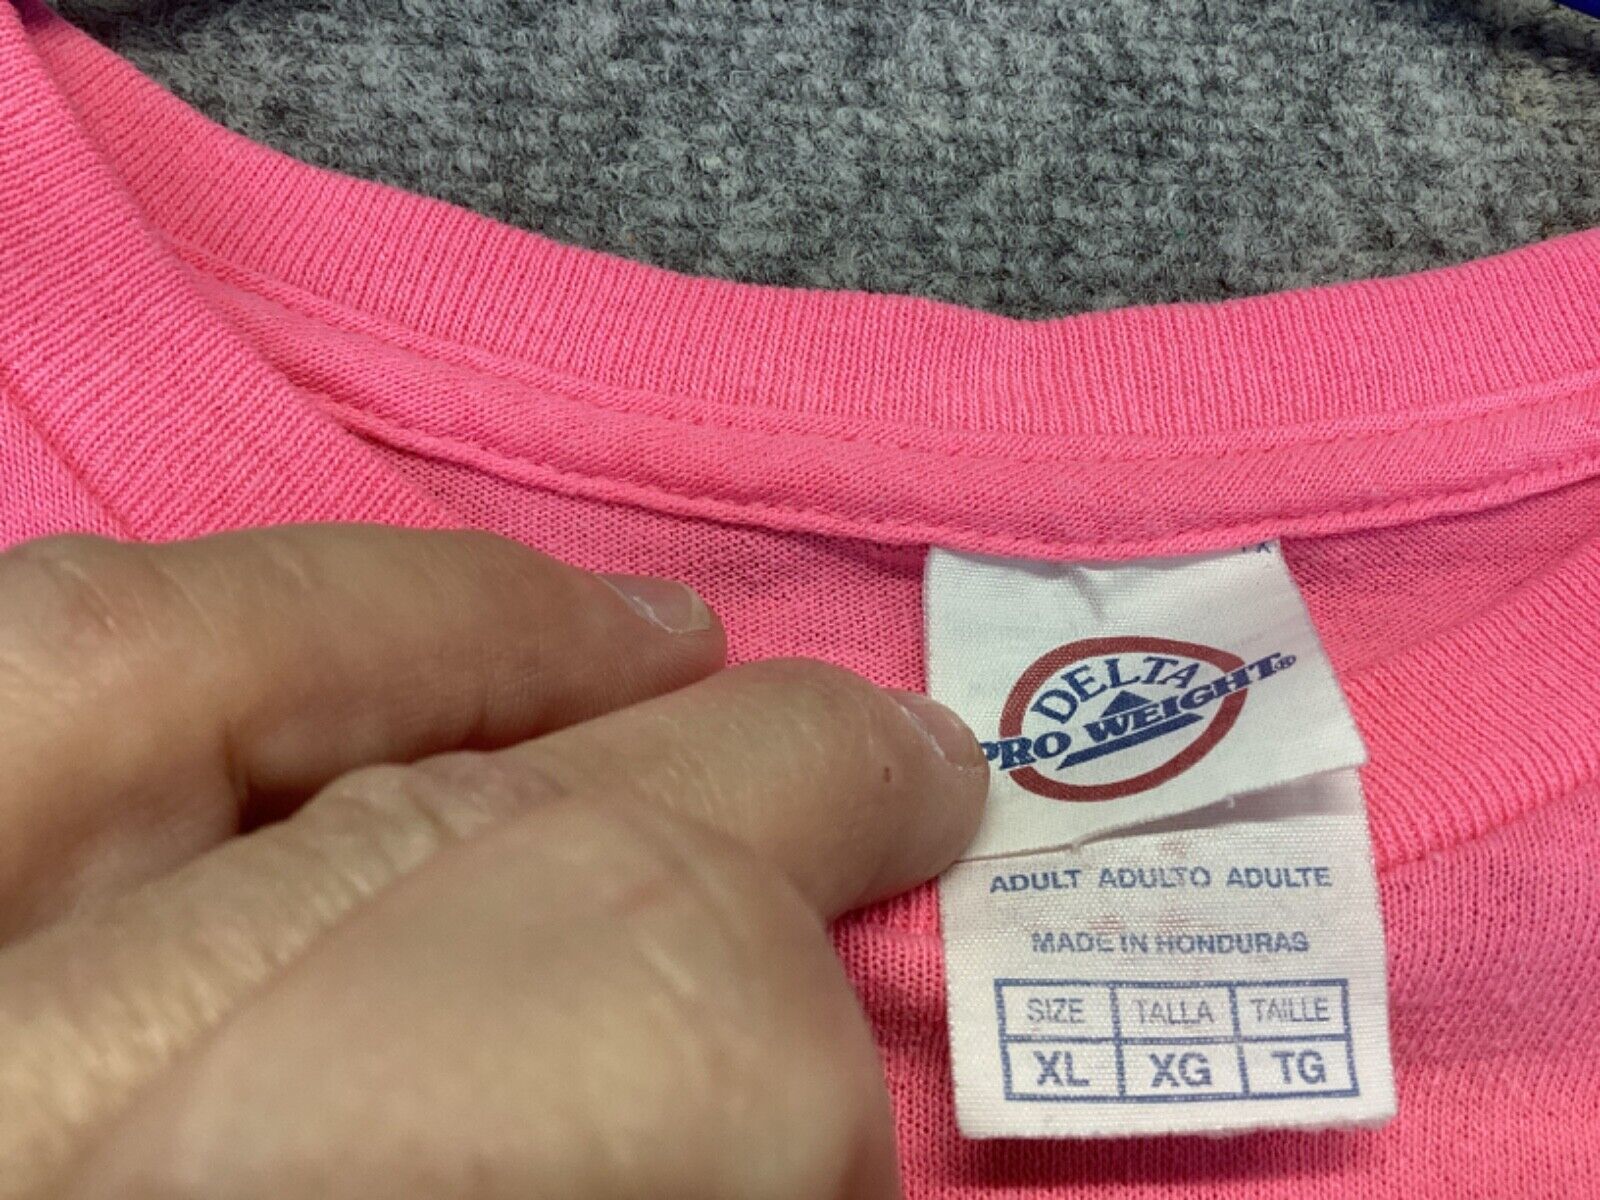 DELTA
PRO WEIGHT®
ADULT ADULTO ADULTE
MADE IN HONDURAS
SIZE TALLA TAILLE
XL XG TG